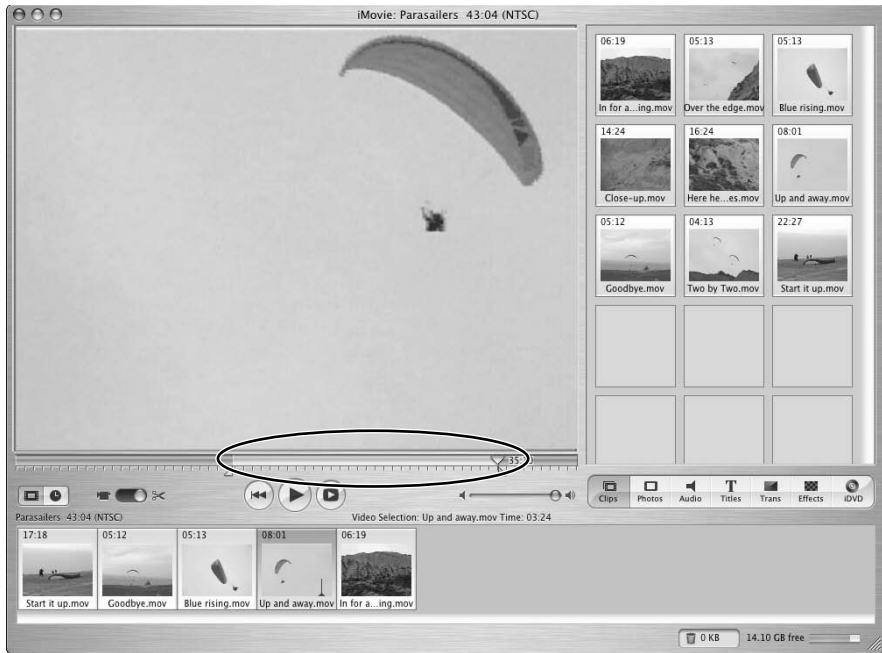 iMovie: Parasailers 43:04 (NTSC)
06:19
In for a...ing.mov
05:13
Over the edge.mov
05:13
Blue rising.mov
14:24
Close-up.mov
16:24
Here he...es.mov
08:01
Up and away.mov
05:12
Goodbye.mov
04:13
Two by Two.mov
22:27
Start it up.mov
Clips
Photos
Audio
T
Titles
Trans
Effects
iDVD
Parasailers 43:04 (NTSC)
Video Selection: Up and away.mov Time: 03:24
17:18
Start it up.mov
05:12
Goodbye.mov
05:13
Blue rising.mov
08:01
Up and away.mov
06:19
In for a...ing.mov
0 KB
14.10 GB free